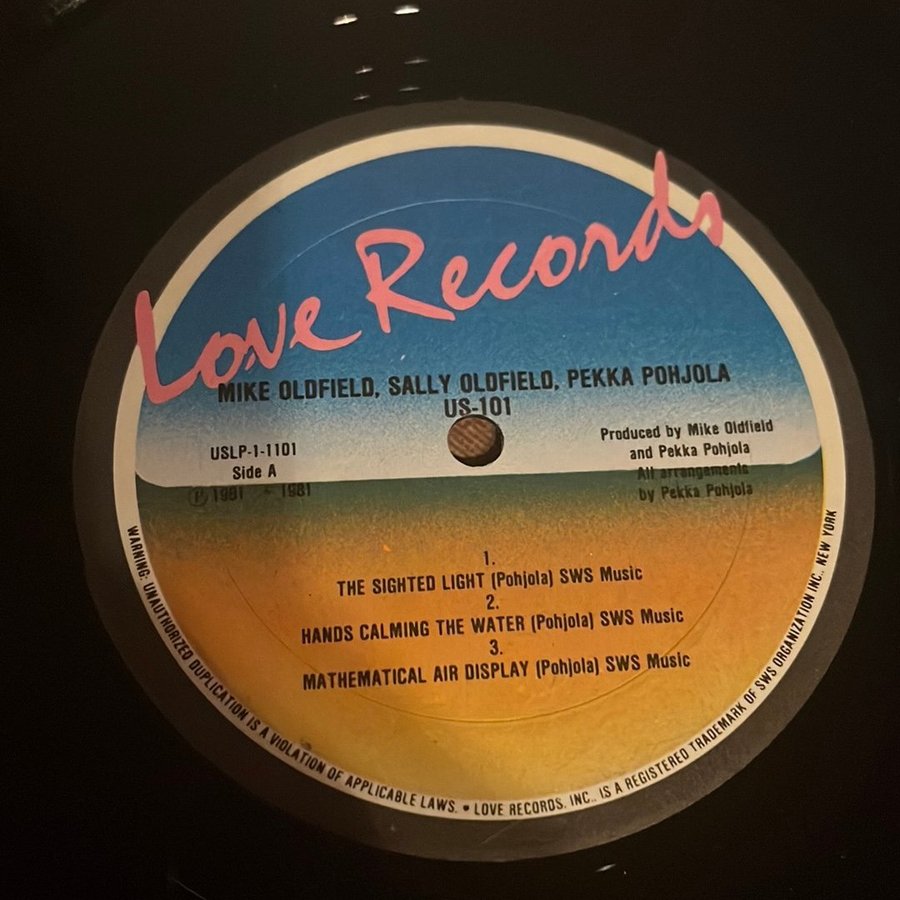 Love Records
MIKE OLDFIELD, SALLY OLDFIELD, PEKKA POHJOLA
US-101
USLP-1-1101
Side A
Ⓟ 1981 © 1981
Produced by Mike Oldfield
and Pekka Pohjola
All arrangements
by Pekka Pohjola
1.
THE SIGHTED LIGHT (Pohjola) SWS Music
2.
HANDS CALMING THE WATER (Pohjola) SWS Music
3.
MATHEMATICAL AIR DISPLAY (Pohjola) SWS Music
WARNING: UNAUTHORIZED DUPLICATION IS A VIOLATION OF APPLICABLE LAWS. • LOVE RECORDS, INC., IS A REGISTERED TRADEMARK OF SWS ORGANIZATION INC., NEW YORK